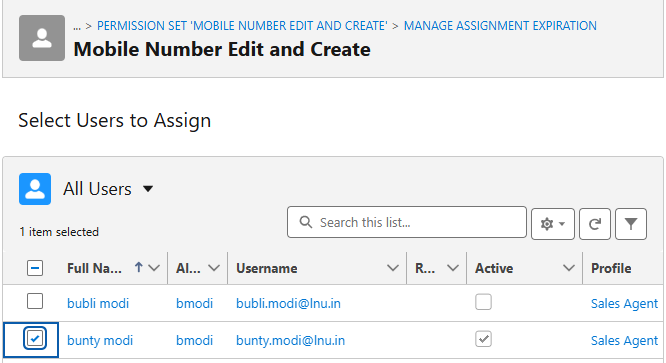 ... > PERMISSION SET 'MOBILE NUMBER EDIT AND CREATE' > MANAGE ASSIGNMENT EXPIRATION
Mobile Number Edit and Create
Select Users to Assign
All Users
1 item selected
Search this list...
Full Na... Al... Username R... Active Profile
bubli modi bmodi bubli.modi@lnu.in Sales Agent
bunty modi bmodi bunty.modi@lnu.in Sales Agent